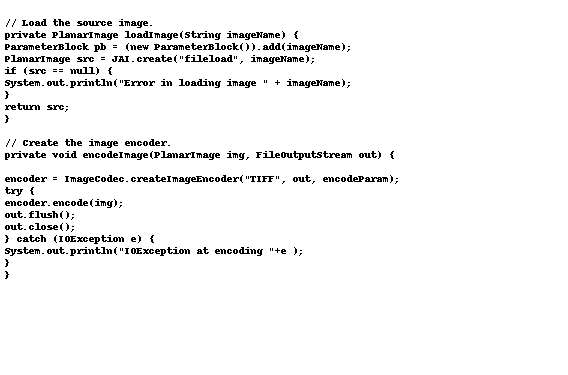 // Load the source image.
private PlanarImage loadImage(String imageName) {
ParameterBlock pb = (new ParameterBlock()).add(imageName);
PlanarImage src = JAI.create("fileload", imageName);
if (src == null) {
System.out.println("Error in loading image " + imageName);
}
return src;
}
// Create the image encoder.
private void encodeImage(PlanarImage img, FileOutputStream out) {
encoder = ImageCodec.createImageEncoder("TIFF", out, encodeParam);
try {
encoder.encode(img);
out.flush();
out.close();
} catch (IOException e) {
System.out.println("IOException at encoding "+e );
}
}